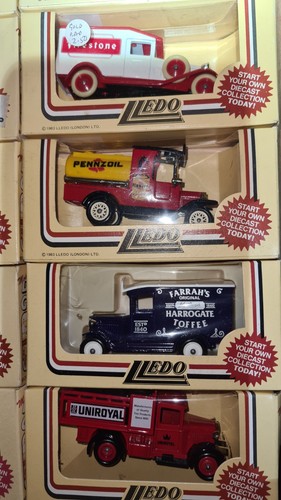 SOLD
Firestone
LLEDO
START
YOUR OWN
DIECAST
COLLECTION
TODAY!
PENNZOIL
LLEDO
START
YOUR OWN
DIECAST
COLLECTION
TODAY!
FARRAH'S
ORIGINAL
HARROGATE
TOFFEE
ESTD
1840
LLEDO
START
YOUR OWN
DIECAST
COLLECTION
TODAY!
UNIROYAL
LLEDO
START
YOUR OWN
DIECAST
COLLECTION
TODAY!